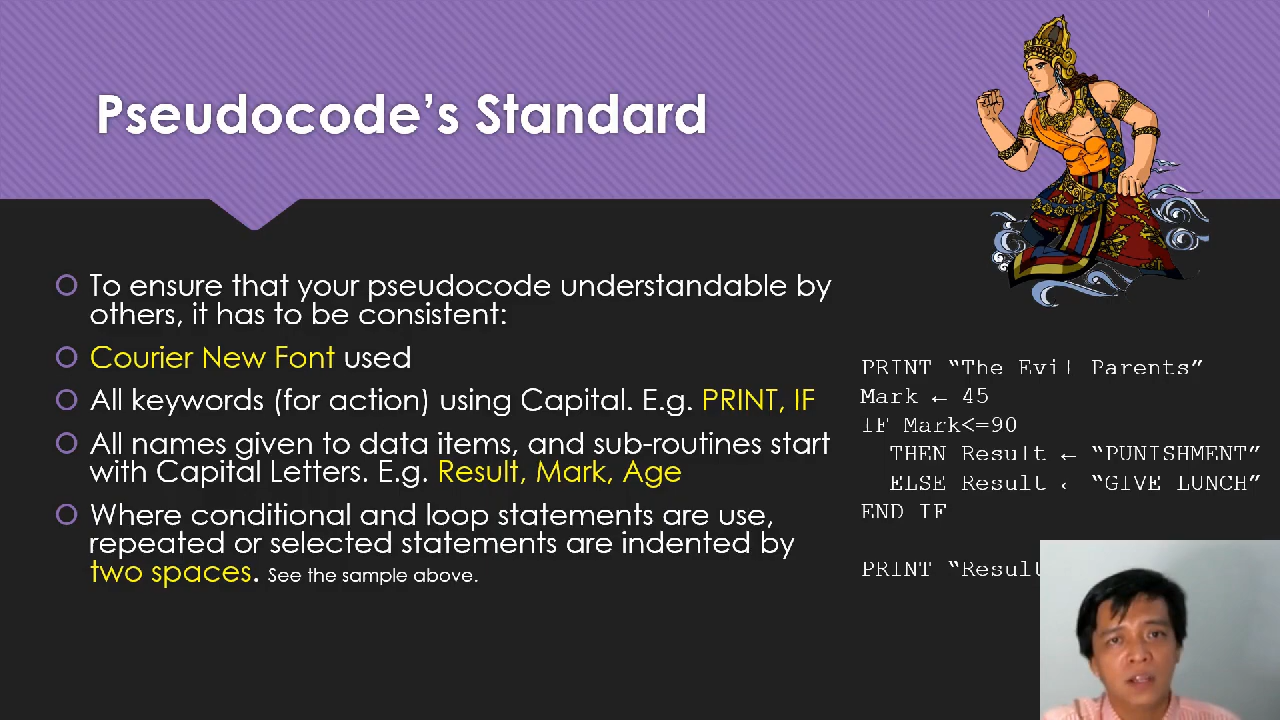 Pseudocode’s Standard
To ensure that your pseudocode understandable by
others, it has to be consistent:
Courier New Font used
All keywords (for action) using Capital. E.g. PRINT, IF
All names given to data items, and sub-routines start
with Capital Letters. E.g. Result, Mark, Age
Where conditional and loop statements are use,
repeated or selected statements are indented by
two spaces. See the sample above.
PRINT “The Evil Parents”
Mark ← 45
IF Mark<=90
THEN Result ← “PUNISHMENT”
ELSE Result ← “GIVE LUNCH”
END IF
PRINT “Result